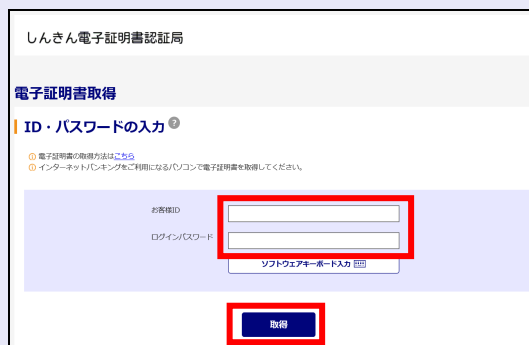 しんきん電子証明書認証局
電子証明書取得
ID・パスワードの入力 ?
電子証明書の取得方法はこちら
インターネットバンキングをご利用になるパソコンで電子証明書を取得してください。
お客様ID
ログインパスワード
ソフトウェアキーボード入力
取得